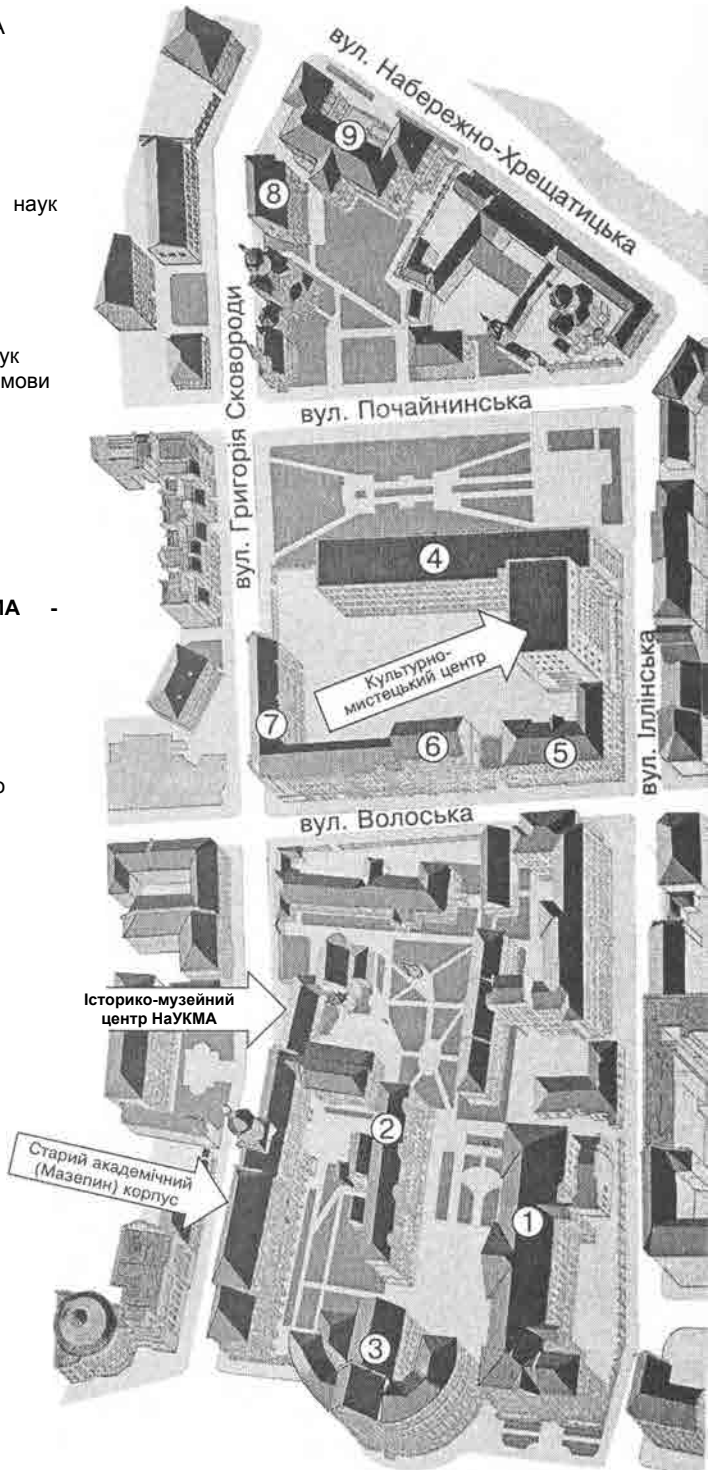 А
наук
ук
мови
МА -
о
вул. Набережно-Хрещатицька
9
8
вул. Григорія Сковороди
вул. Почайнинська
4
Культурно-
мистецький центр
7
6
5
вул. Іллінська
вул. Волоська
Історико-музейний
центр НаУКМА
2
Старий академічний
(Мазепин) корпус
1
3